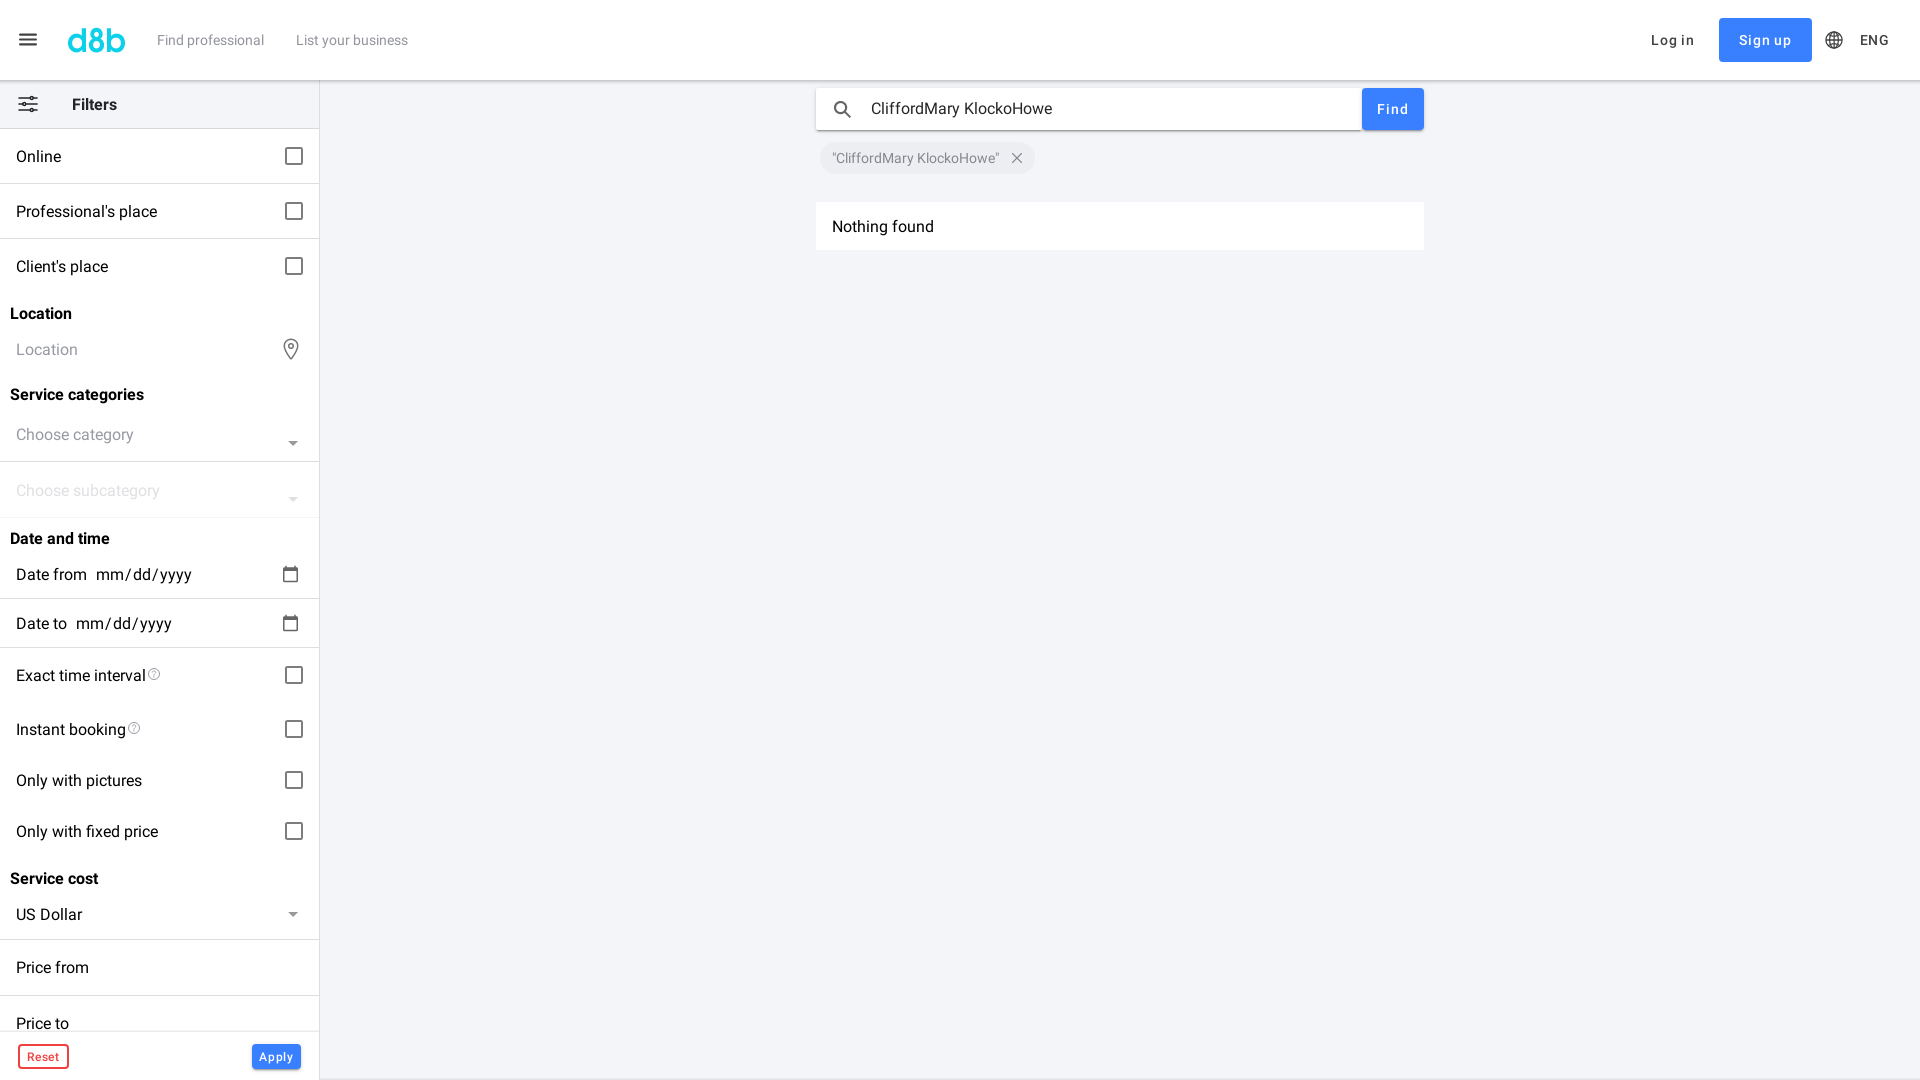 d8b
Find professional
List your business
Log in
Sign up
ENG
Filters
Online
Professional's place
Client's place
Location
Location
Service categories
Choose category
Choose subcategory
Date and time
Date from mm/dd/yyyy
Date to mm/dd/yyyy
Exact time interval
Instant booking
Only with pictures
Only with fixed price
Service cost
US Dollar
Price from
Price to
Reset
Apply
CliffordMary KlockoHowe
Find
"CliffordMary KlockoHowe"
Nothing found